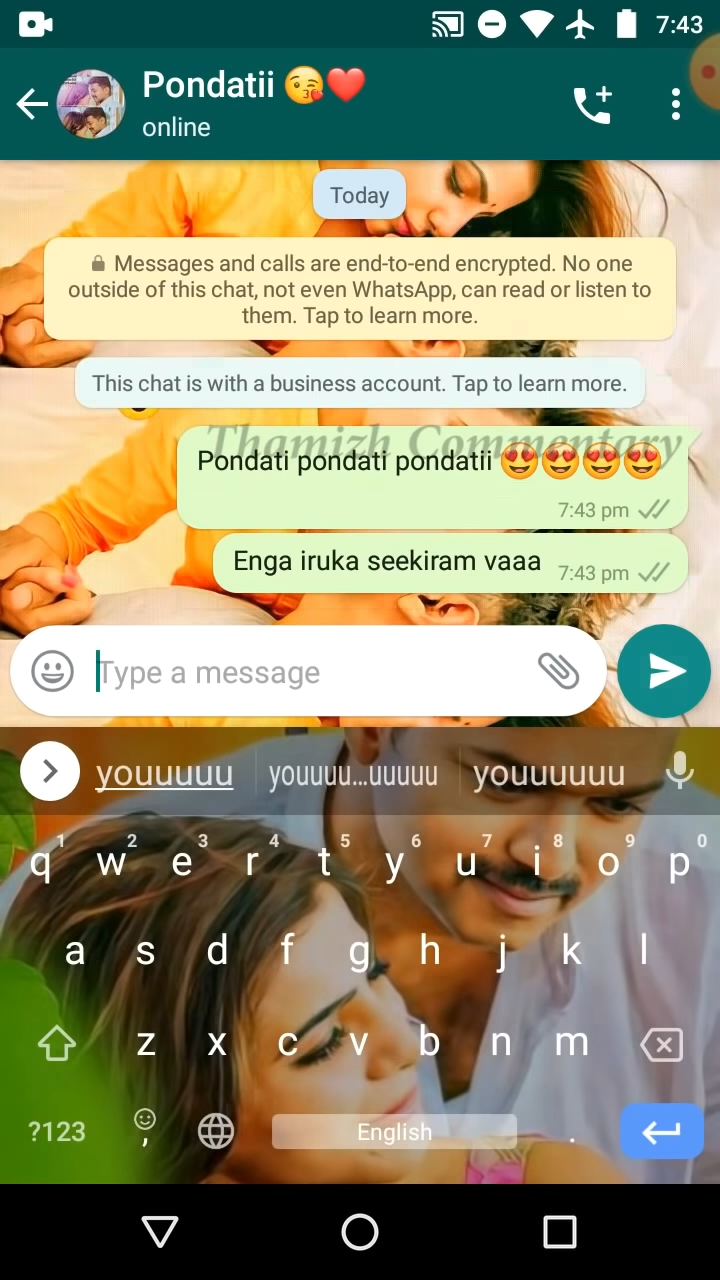 7:43
Pondatii 😘❤️
online
Today
Messages and calls are end-to-end encrypted. No one
outside of this chat, not even WhatsApp, can read or listen to
them. Tap to learn more.
This chat is with a business account. Tap to learn more.
Thamizh Commentary
Pondati pondati pondatii 😍😍😍😍
7:43 pm
Enga iruka seekiram vaaa 7:43 pm
Type a message
youuuuu youuuu...uuuuu youuuuuu
1 2 3 4 5 6 7 8 9 0
q w e r t y u i o p
a s d f g h j k l
z x c v b n m
?123 , English .